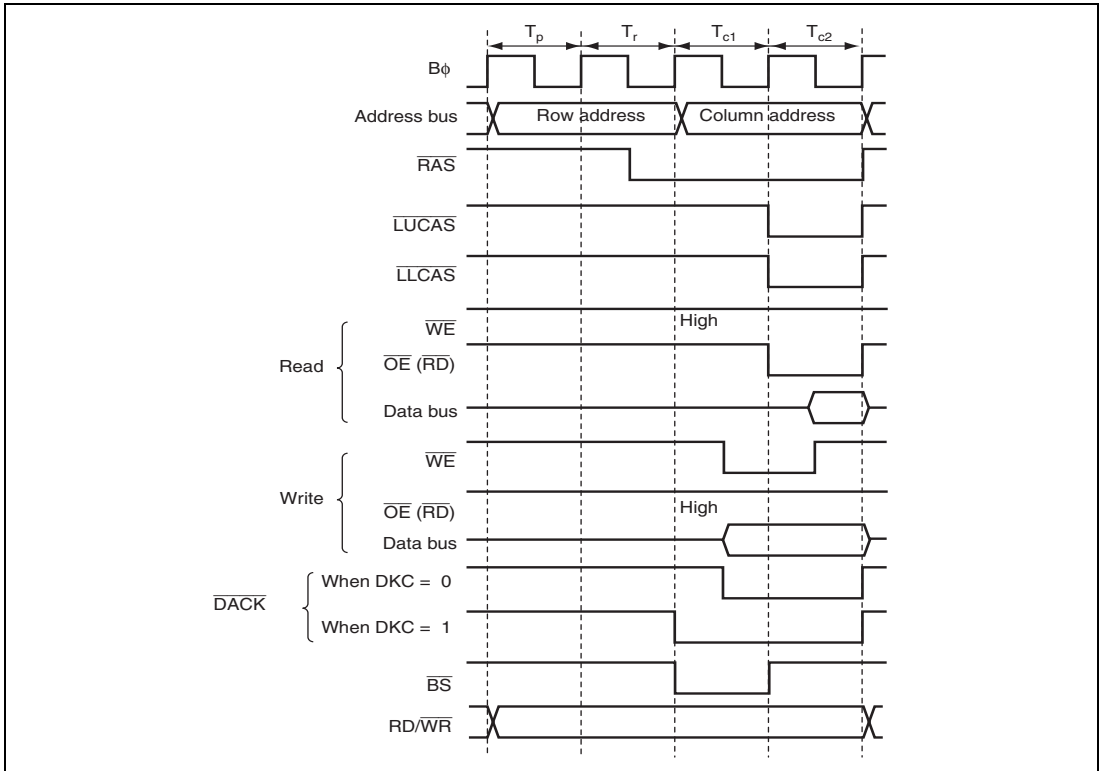 Tp Tr Tc1 Tc2
Bϕ
Address bus Row address Column address
RAS
LUCAS
LLCAS
WE High
Read OE (RD)
Data bus
WE
Write
OE (RD) High
Data bus
When DKC = 0
DACK
When DKC = 1
BS
RD/WR